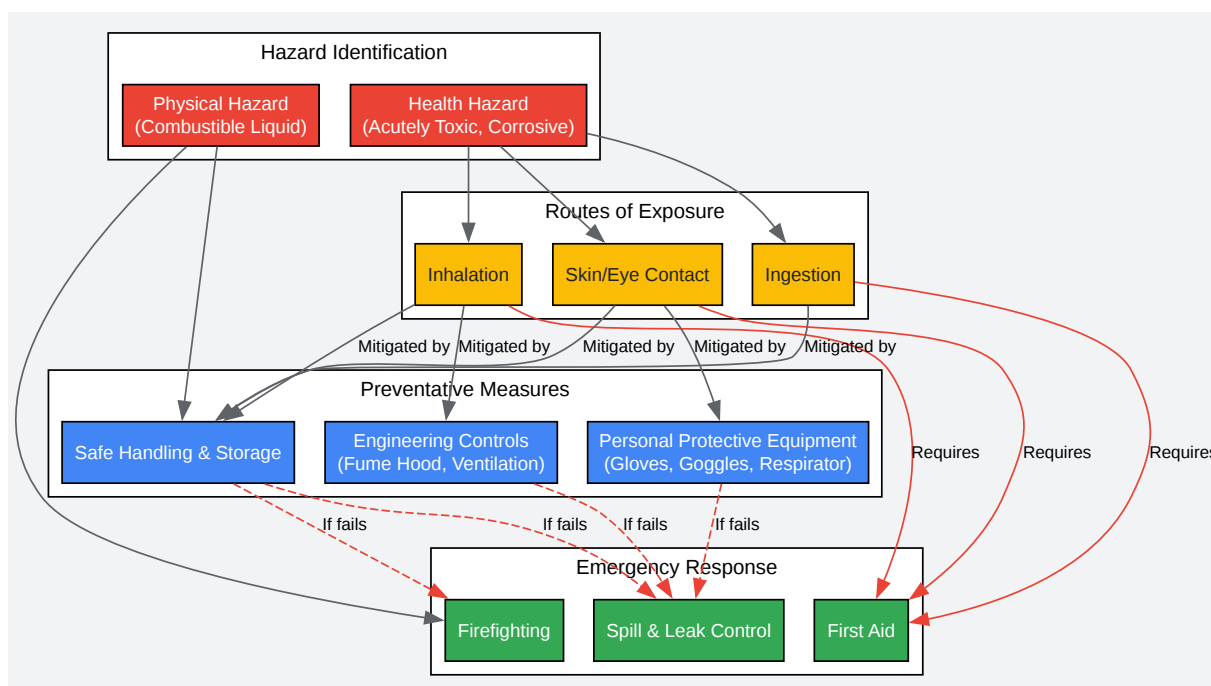 Hazard Identification
Physical Hazard
(Combustible Liquid)
Health Hazard
(Acutely Toxic, Corrosive)
Routes of Exposure
Inhalation
Skin/Eye Contact
Ingestion
Mitigated by
Mitigated by
Mitigated by
Mitigated by
Mitigated by
Preventative Measures
Safe Handling & Storage
Engineering Controls
(Fume Hood, Ventilation)
Personal Protective Equipment
(Gloves, Goggles, Respirator)
Requires
Requires
Requires
If fails
If fails
If fails
If fails
Emergency Response
Firefighting
Spill & Leak Control
First Aid